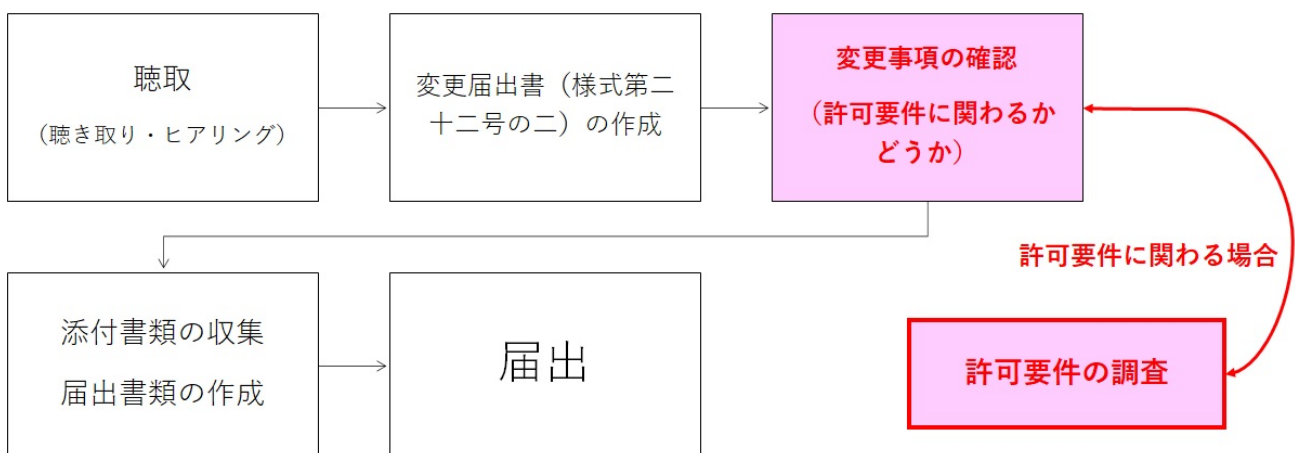 聴取
（聴き取り・ヒアリング）
変更届出書（様式第二
十二号の二）の作成
変更事項の確認
（許可要件に関わるか
どうか）
許可要件に関わる場合
添付書類の収集
届出書類の作成
届出
許可要件の調査